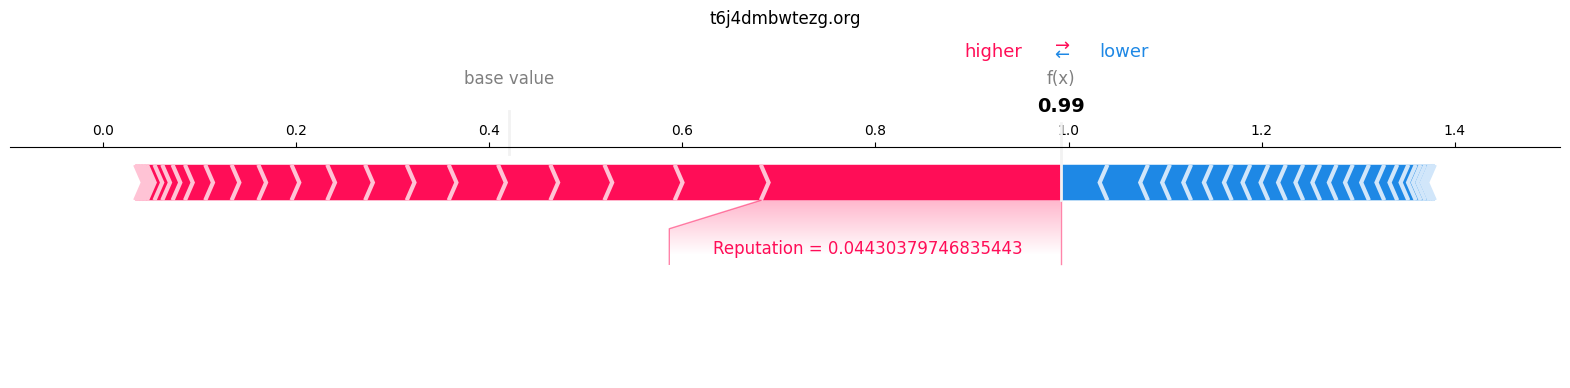 t6j4dmbwtezg.org
higher → ← lower
base value f(x)
0.99
0.0 0.2 0.4 0.6 0.8 1.0 1.2 1.4
Reputation = 0.04430379746835443